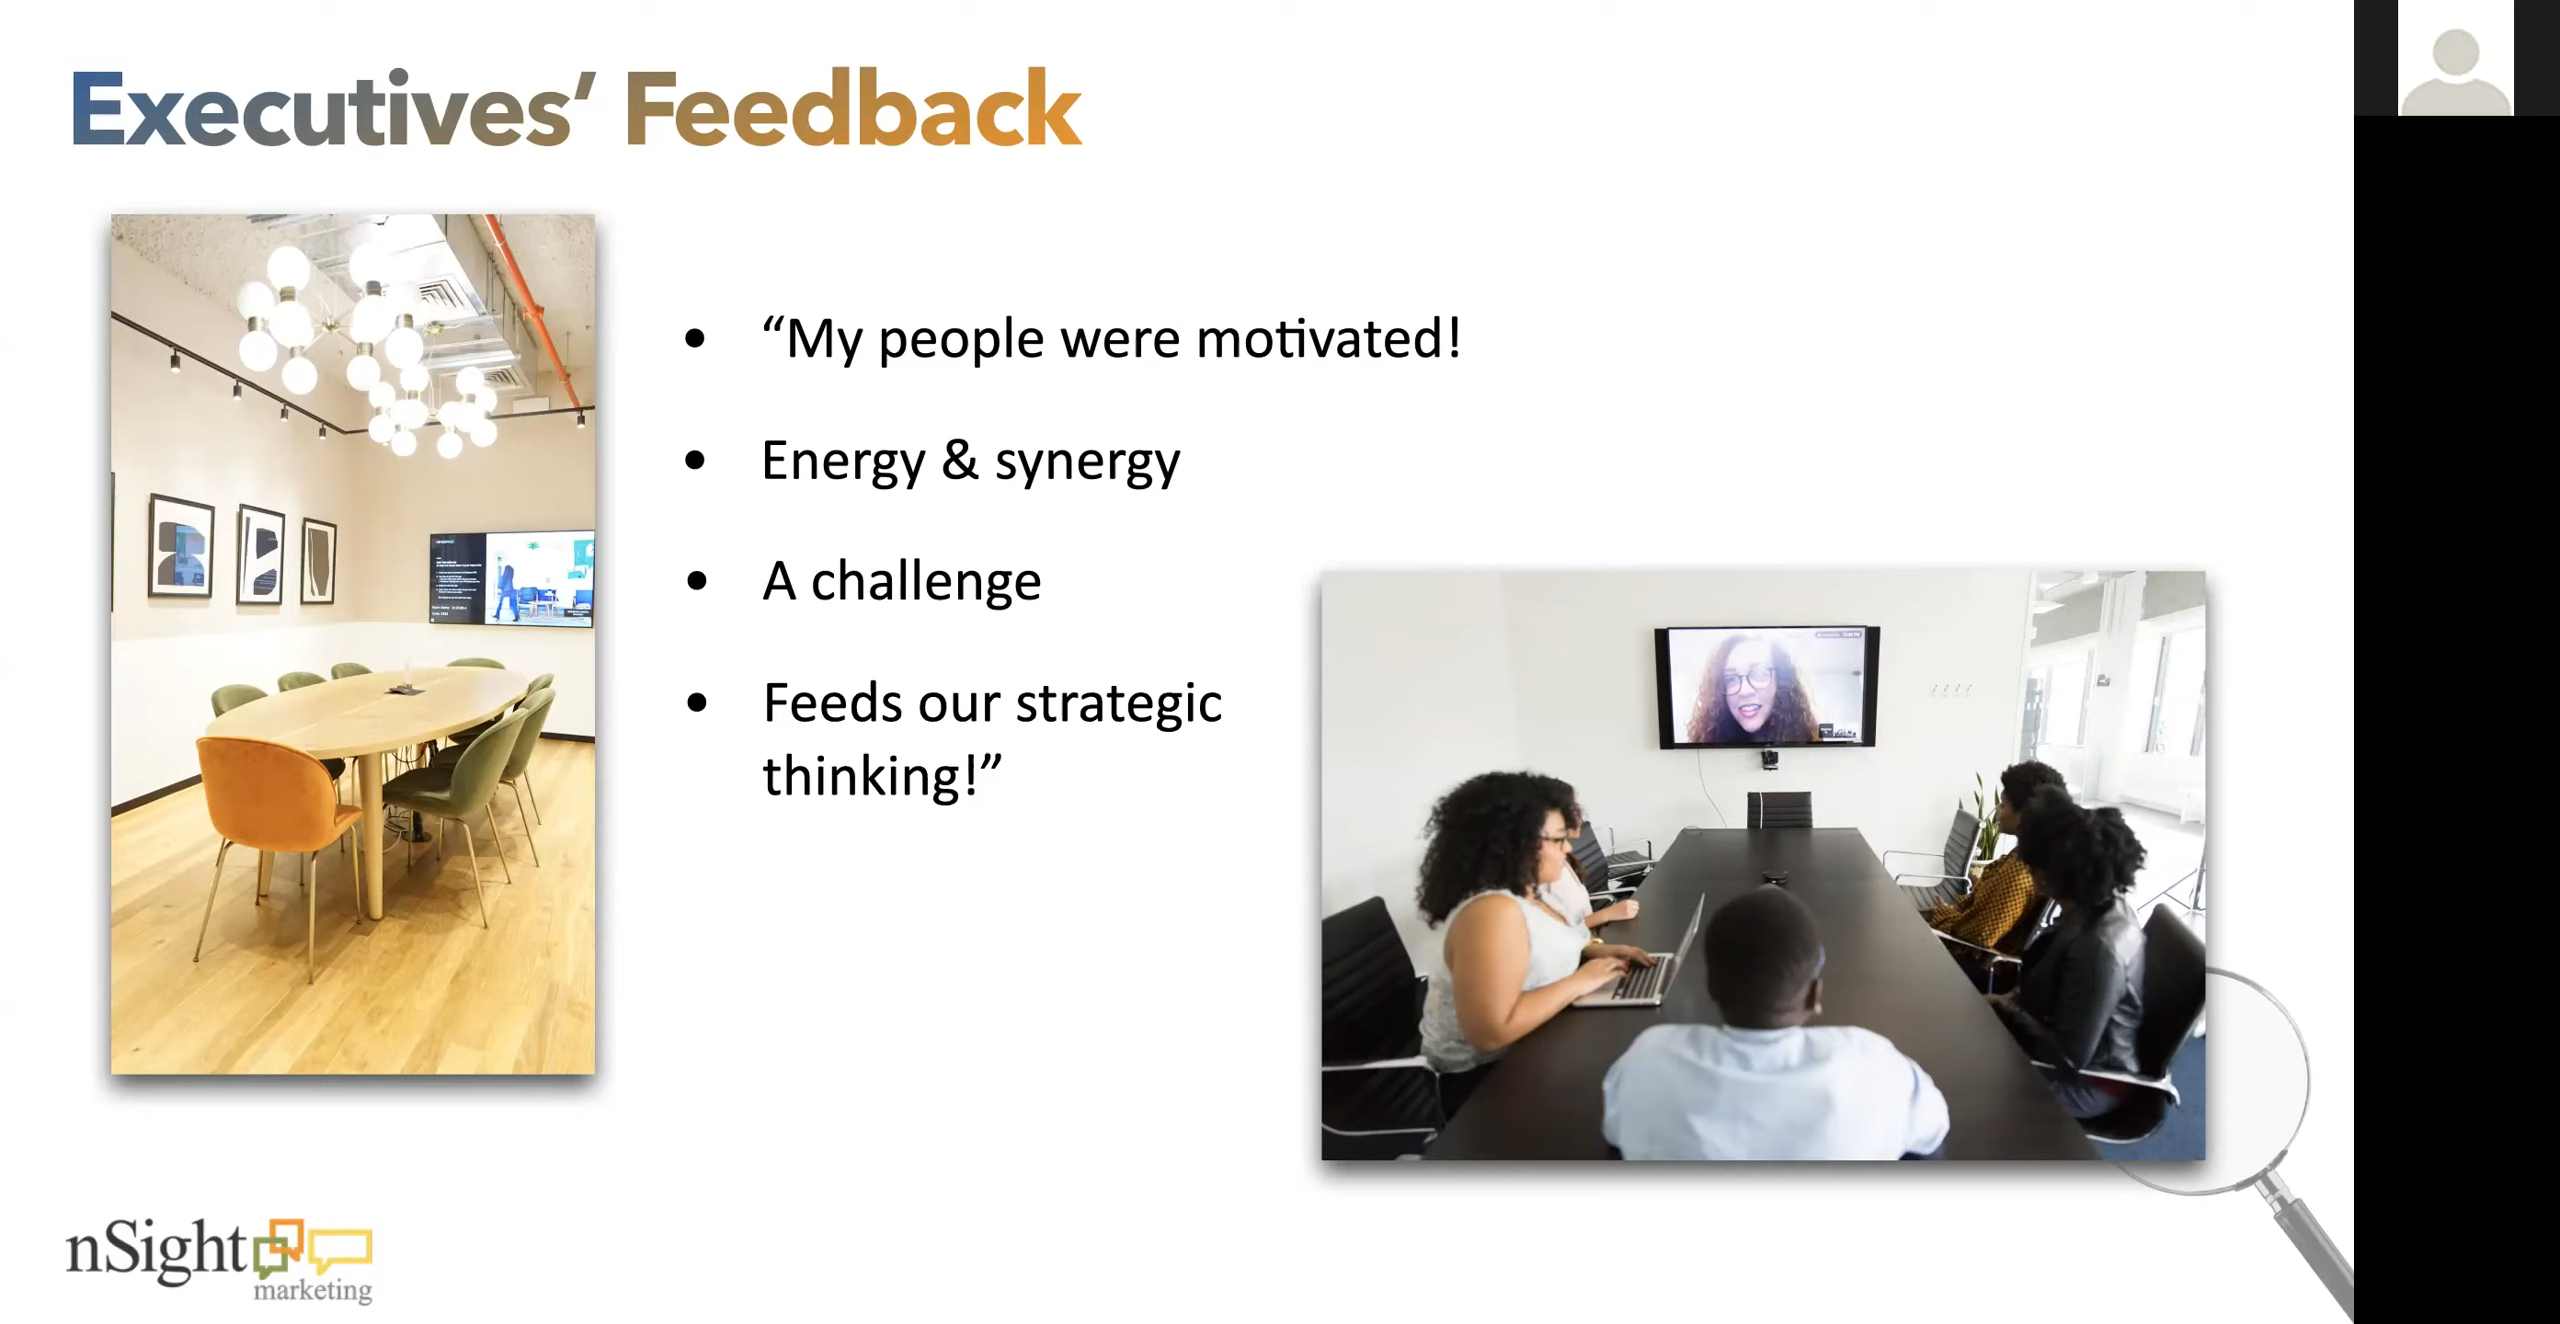 Executives’ Feedback
• “My people were motivated!
• Energy & synergy
• A challenge
• Feeds our strategic
thinking!”
nSight
marketing